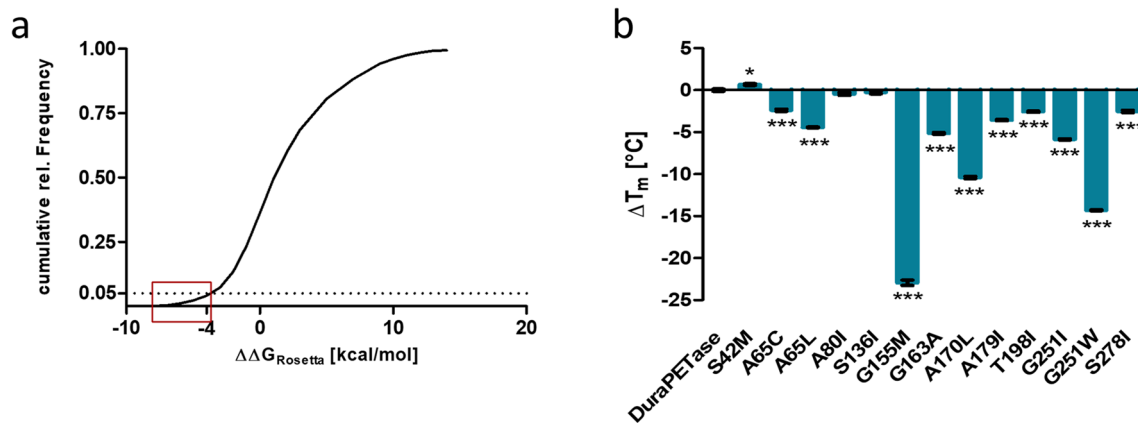 a
cumulative rel. Frequency
1.00
0.75
0.50
0.25
0.05
-10
-4
0
10
20
ΔΔG_Rosetta [kcal/mol]
b
ΔT_m [°C]
5
0
-5
-10
-15
-20
-25
*
***
***
***
***
***
***
***
***
***
***
DuraPETase
S42M
A65C
A65L
A80I
S136I
G155M
G163A
A170L
A179I
T198I
G251I
G251W
S278I